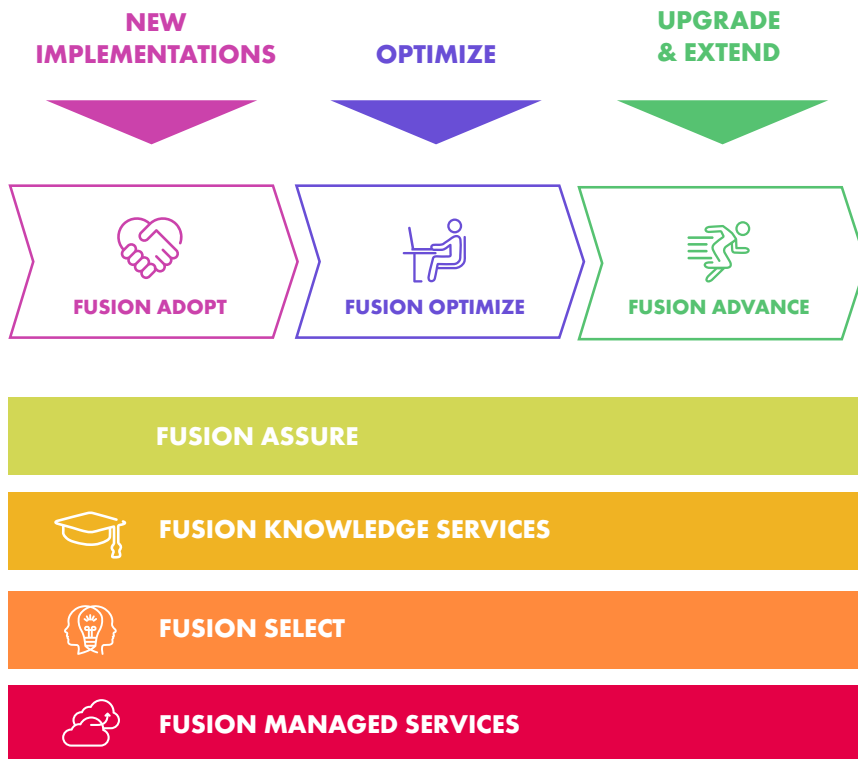 NEW
IMPLEMENTATIONS
OPTIMIZE
UPGRADE
& EXTEND
FUSION ADOPT
FUSION OPTIMIZE
FUSION ADVANCE
FUSION ASSURE
FUSION KNOWLEDGE SERVICES
FUSION SELECT
FUSION MANAGED SERVICES